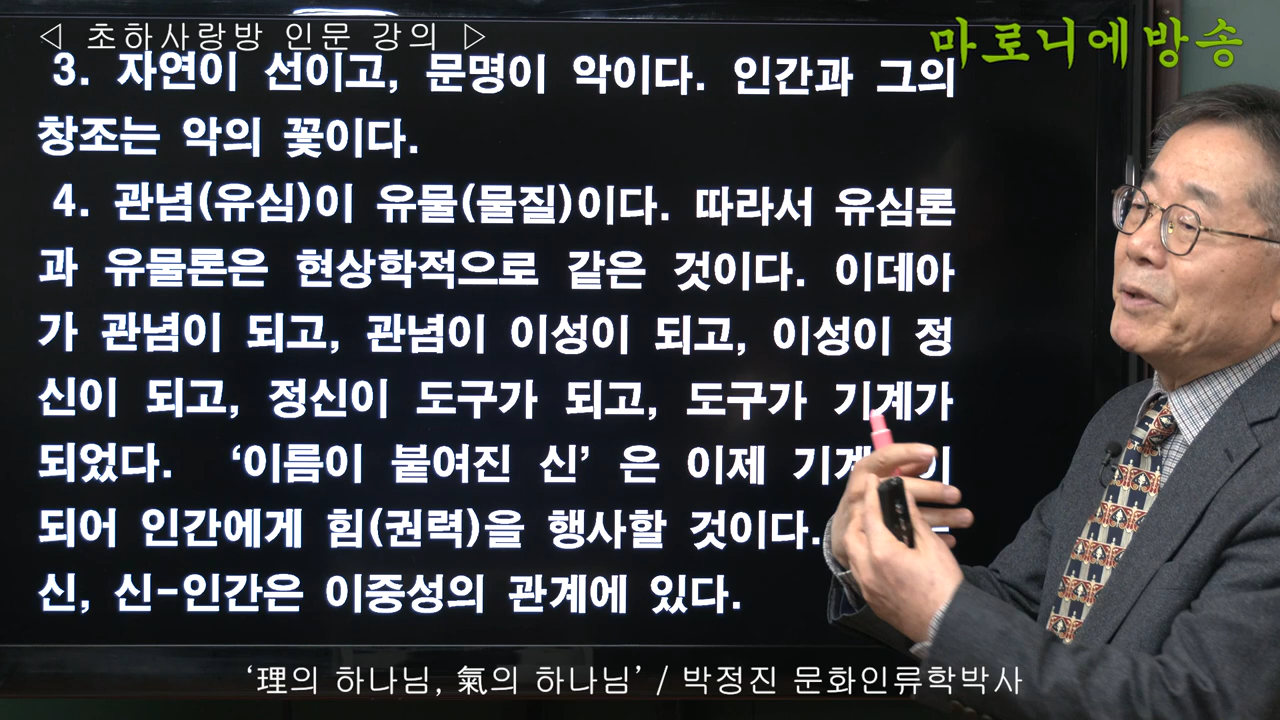 ◁ 초하사랑방 인문 강의 ▷
마로니에방송
3. 자연이 선이고, 문명이 악이다. 인간과 그의
창조는 악의 꽃이다.
4. 관념(유심)이 유물(물질)이다. 따라서 유심론
과 유물론은 현상학적으로 같은 것이다. 이데아
가 관념이 되고, 관념이 이성이 되고, 이성이 정
신이 되고, 정신이 도구가 되고, 도구가 기계가
되었다. ‘이름이 붙여진 신’ 은 이제
되어 인간에게 힘(권력)을 행사할 것이다.
신, 신-인간은 이중성의 관계에 있다.
‘理의 하나님, 氣의 하나님’ / 박정진 문화인류학박사